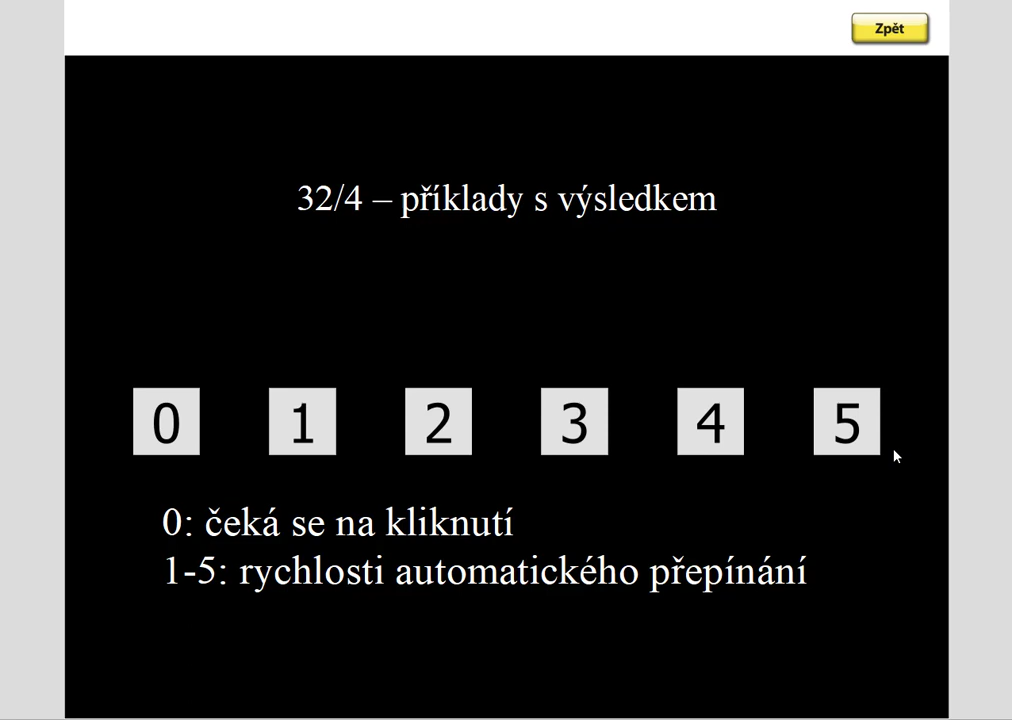 Zpět
32/4 – příklady s výsledkem
0 1 2 3 4 5
0: čeká se na kliknutí
1-5: rychlosti automatického přepínání